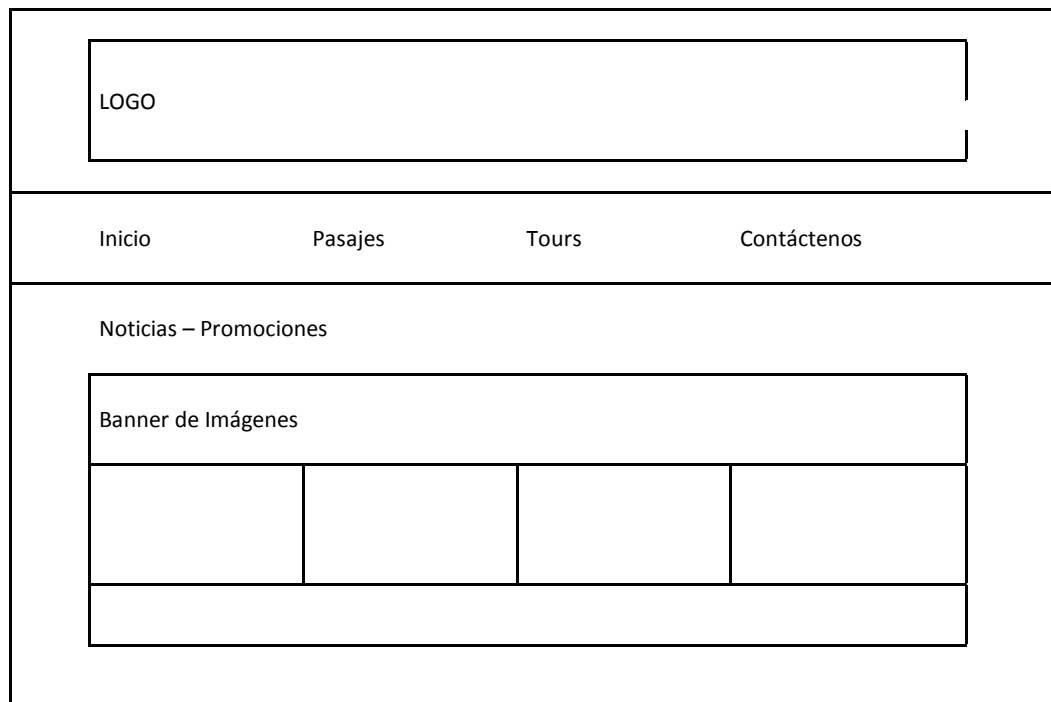 LOGO
Inicio Pasajes Tours Contáctenos
Noticias – Promociones
Banner de Imágenes